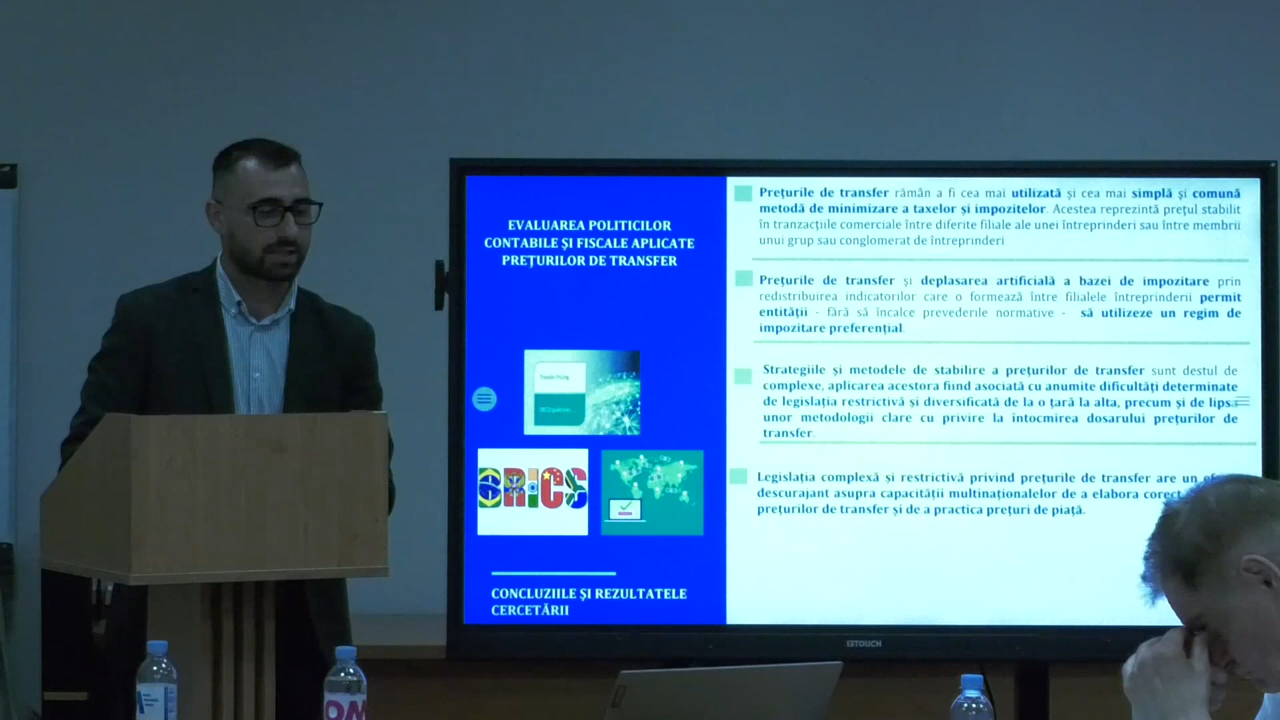 EVALUAREA POLITICILOR
CONTABILE ȘI FISCALE APLICATE
PREȚURILOR DE TRANSFER
Transfer Pricing
BRICS
CONCLUZIILE ȘI REZULTATELE
CERCETĂRII
Prețurile de transfer rămân a fi cea mai utilizată și cea mai simplă și comună
metodă de minimizare a taxelor și impozitelor. Acestea reprezintă prețul stabilit
în tranzacțiile comerciale între diferite filiale ale unei întreprinderi sau între membrii
unui grup sau conglomerat de întreprinderi
Prețurile de transfer și deplasarea artificială a bazei de impozitare prin
redistribuirea indicatorilor care o formează între filialele întreprinderii permit
entității - fără să încalce prevederile normative - să utilizeze un regim de
impozitare preferențial.
Strategiile și metodele de stabilire a prețurilor de transfer sunt destul de
complexe, aplicarea acestora fiind asociată cu anumite dificultăți determinate
de legislația restrictivă și diversificată de la o țară la alta, precum și de lipsa
unor metodologii clare cu privire la întocmirea dosarului prețurilor de
transfer.
Legislația complexă și restrictivă privind prețurile de transfer are un
descurajant asupra capacității multinaționalelor de a elabora corect
prețurilor de transfer și de a practica prețuri de piață.